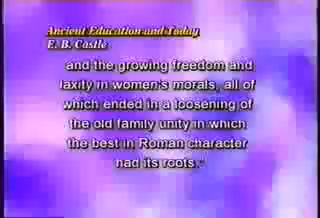 Ancient Education and Today
E. B. Castle
and the growing freedom and
laxity in women's morals, all of
which ended in a loosening of
the old family unity in which
the best in Roman character
had its roots."